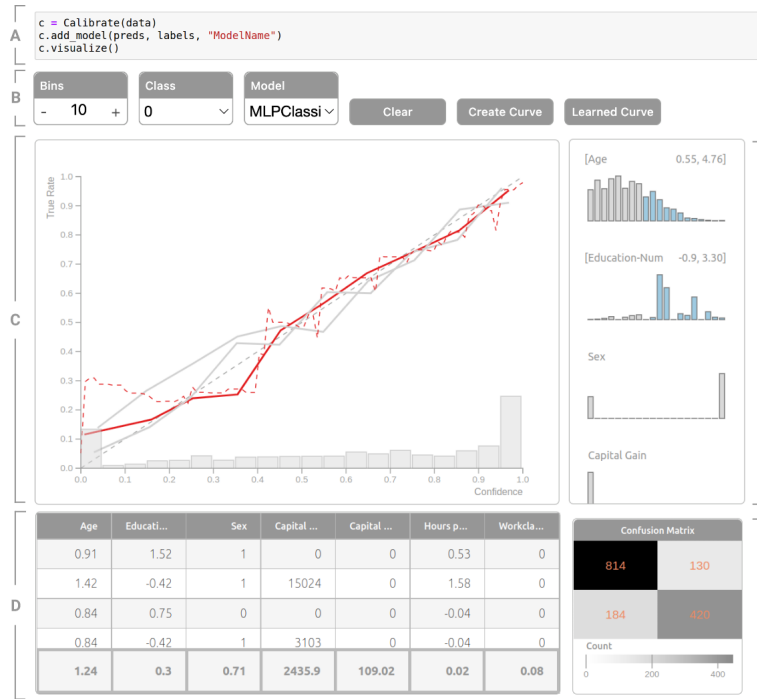 A
c = Calibrate(data)
c.add_model(preds, labels, "ModelName")
c.visualize()
B
Bins
Class
Model
- 10 +
0
MLPClassi
Clear
Create Curve
Learned Curve
C
True Rate
1.0
0.9
0.8
0.7
0.6
0.5
0.4
0.3
0.2
0.1
0.0
0.0 0.1 0.2 0.3 0.4 0.5 0.6 0.7 0.8 0.9 1.0
Confidence
[Age 0.55, 4.76]
[Education-Num -0.9, 3.30]
Sex
Capital Gain
D
Age Educati... Sex Capital ... Capital ... Hours p... Workcla...
0.91 1.52 1 0 0 0.53 0
1.42 -0.42 1 15024 0 1.58 0
0.84 0.75 0 0 0 -0.04 0
0.84 -0.42 1 3103 0 -0.04 0
1.24 0.3 0.71 2435.9 109.02 0.02 0.08
Confusion Matrix
814 130
184 420
Count
0 200 400